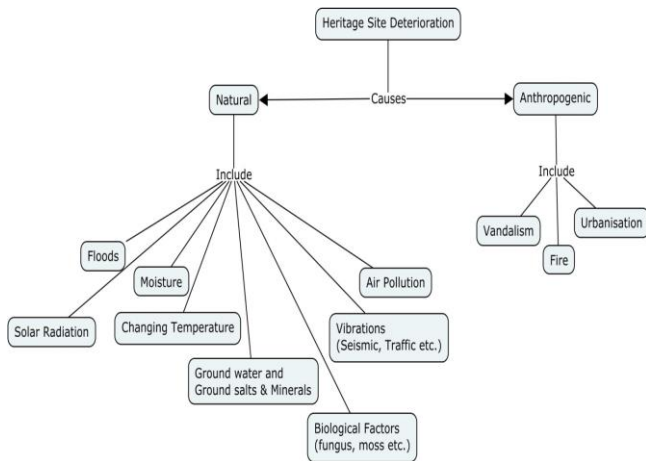 Heritage Site Deterioration
Natural
Causes
Anthropogenic
Include
Include
Floods
Moisture
Solar Radiation
Changing Temperature
Ground water and
Ground salts & Minerals
Biological Factors
(fungus, moss etc.)
Vibrations
(Seismic, Traffic etc.)
Air Pollution
Vandalism
Fire
Urbanisation